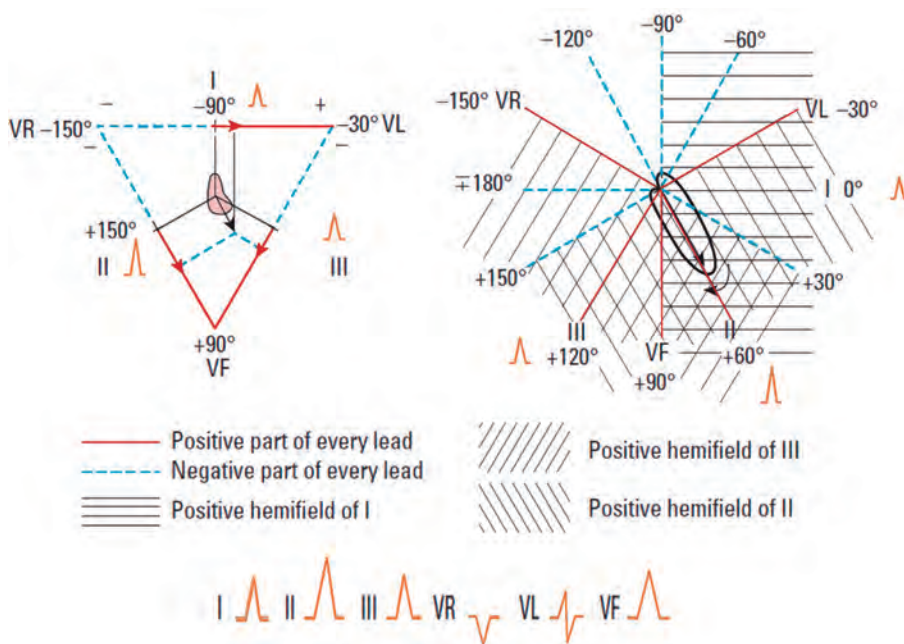 I
−90°
−
+
VR −150°
−30° VL
−
−
+150°
II
III
+90°
VF
−90°
−120°
−60°
−150° VR
VL −30°
∓180°
I 0°
+150°
+30°
III
+120°
VF
+90°
II
+60°
Positive part of every lead
Negative part of every lead
Positive hemifield of I
Positive hemifield of III
Positive hemifield of II
I II III VR VL VF